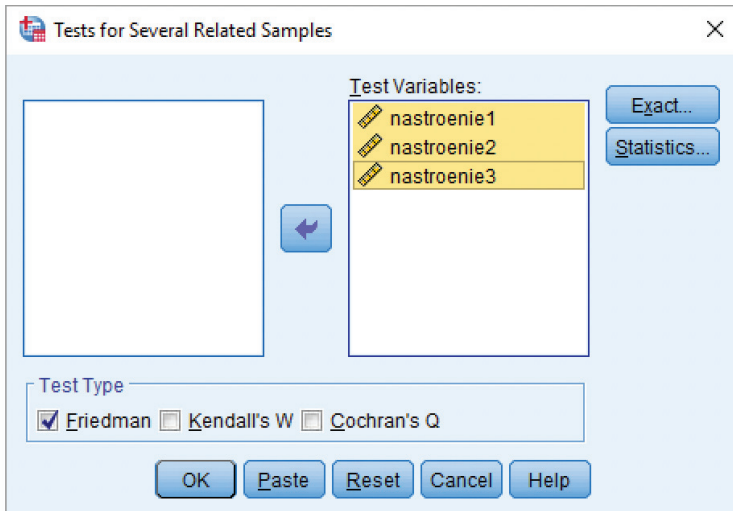 Tests for Several Related Samples
Test Variables:
nastroenie1
nastroenie2
nastroenie3
Exact...
Statistics...
Test Type
Friedman Kendall's W Cochran's Q
OK Paste Reset Cancel Help